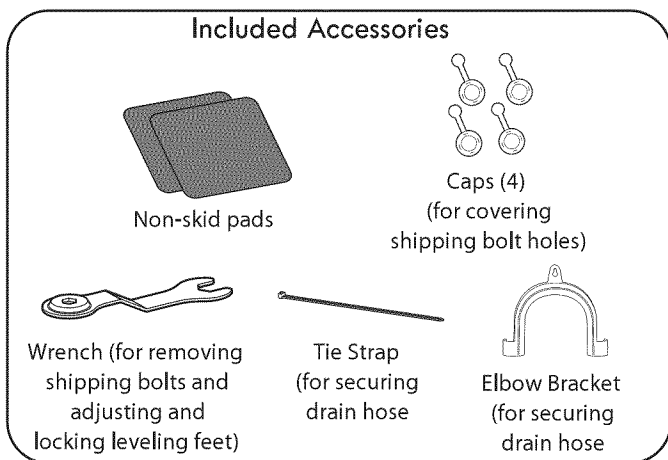 Included Accessories
Non-skid pads
Caps (4)
(for covering
shipping bolt holes)
Wrench (for removing
shipping bolts and
adjusting and
locking leveling feet)
Tie Strap
(for securing
drain hose
Elbow Bracket
(for securing
drain hose